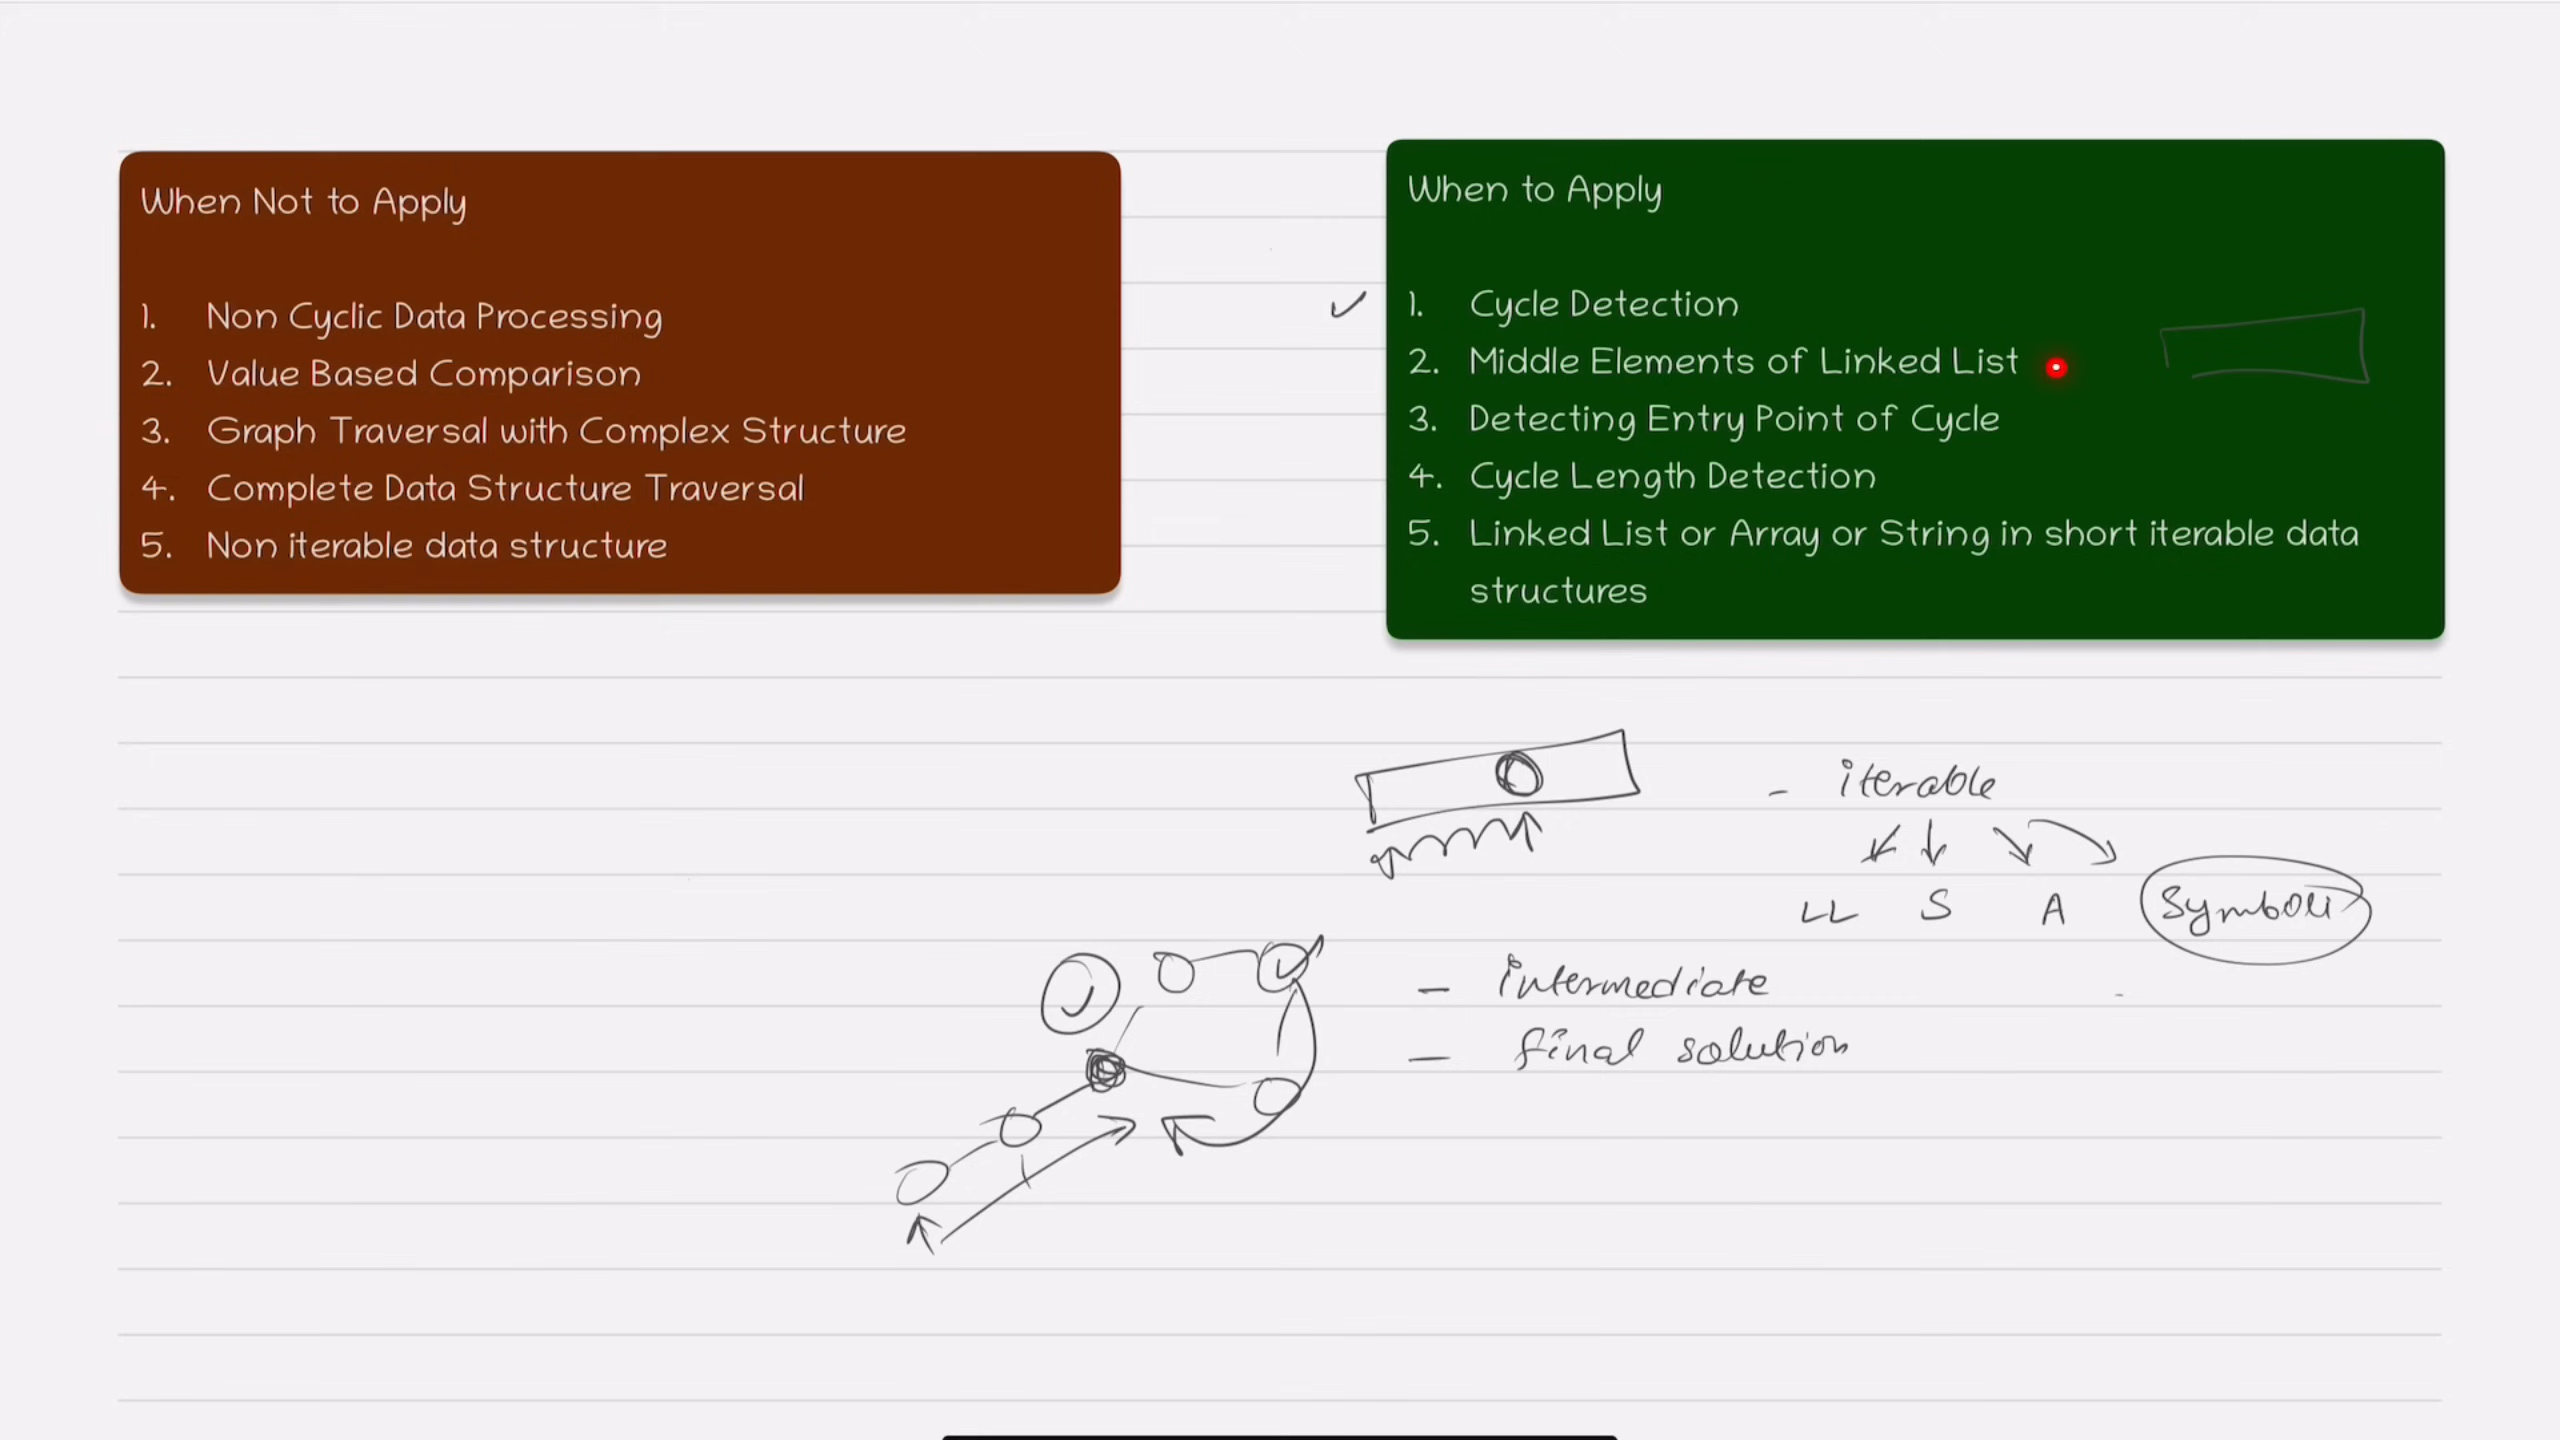 When Not to Apply
1. Non Cyclic Data Processing
2. Value Based Comparison
3. Graph Traversal with Complex Structure
4. Complete Data Structure Traversal
5. Non iterable data structure
When to Apply
1. Cycle Detection
2. Middle Elements of Linked List
3. Detecting Entry Point of Cycle
4. Cycle Length Detection
5. Linked List or Array or String in short iterable data
structures
- iterable
LL S A
- intermediate
- final solution